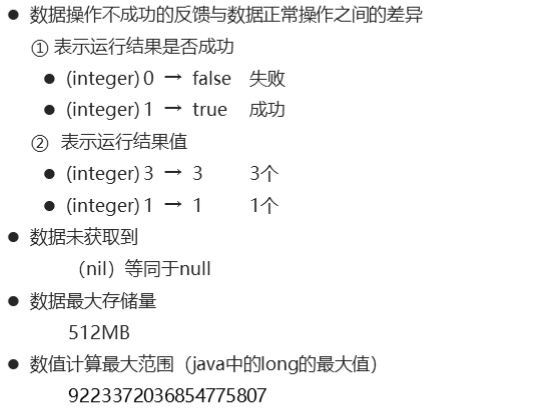 ● 数据操作不成功的反馈与数据正常操作之间的差异
① 表示运行结果是否成功
● (integer) 0 → false 失败
● (integer) 1 → true 成功
② 表示运行结果值
● (integer) 3 → 3 3个
● (integer) 1 → 1 1个
● 数据未获取到
（nil）等同于null
● 数据最大存储量
512MB
● 数值计算最大范围（java中的long的最大值）
9223372036854775807